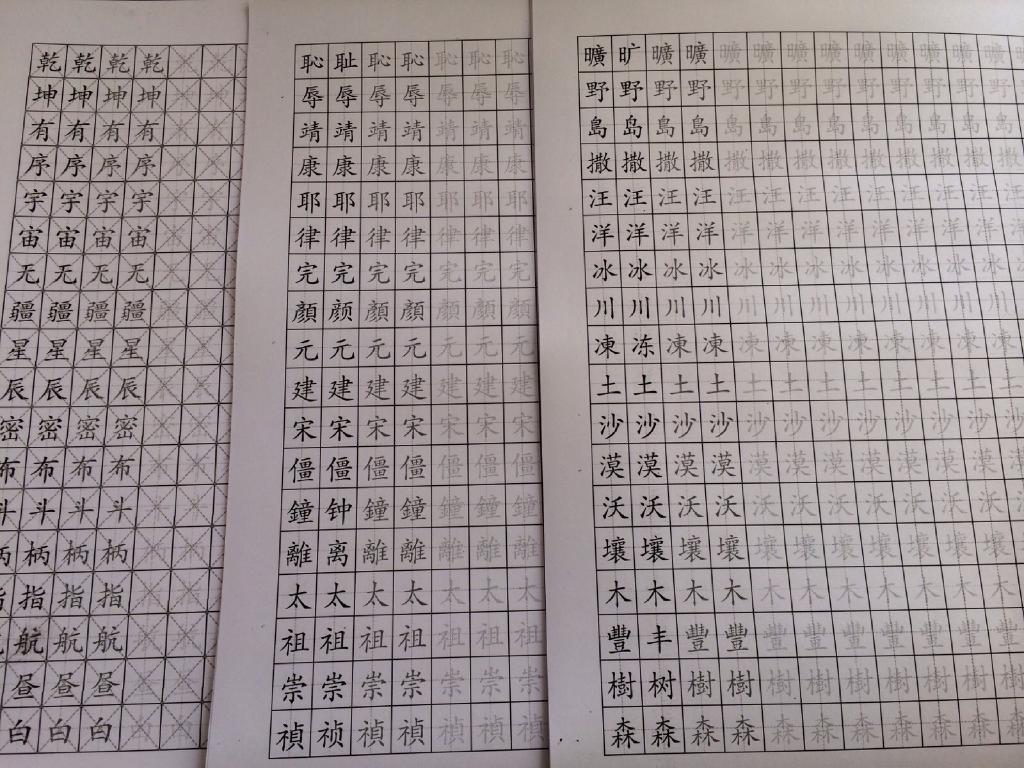 乾乾乾乾
坤坤坤坤
有有有有
序序序序
宇宇宇宇
宙宙宙宙
无无无无
疆疆疆疆
星星星星
辰辰辰辰
密密密密
布布布布
斗斗斗斗
柄柄柄柄
指指指
航航航
昼昼昼
白白白
恥耻恥恥恥恥恥
辱辱辱辱辱辱辱
靖靖靖靖靖靖靖
康康康康康康康
耶耶耶耶耶耶耶
律律律律律律律
完完完完完完完
顏颜顏顏顏顏顏
元元元元元元元
建建建建建建建
宋宋宋宋宋宋宋
僵僵僵僵僵僵僵
鐘钟鐘鐘鐘鐘鐘
離离離離離離離
太太太太太太太
祖祖祖祖祖祖祖
崇崇崇崇崇崇崇
禎祯禎禎禎禎禎
曠旷曠曠曠曠曠曠曠曠曠曠曠
野野野野野野野野野野野野野
島岛島島島島島島島島島島島
撒撒撒撒撒撒撒撒撒撒撒撒撒
汪汪汪汪汪汪汪汪汪汪汪汪汪
洋洋洋洋洋洋洋洋洋洋洋洋洋
冰冰冰冰冰冰冰冰冰冰冰冰
川川川川川川川川川川川川
凍冻凍凍凍凍凍凍凍凍凍凍
土土土土土土土土土土土土
沙沙沙沙沙沙沙沙沙沙沙沙
漠漠漠漠漠漠漠漠漠漠漠漠
沃沃沃沃沃沃沃沃沃沃沃沃
壤壤壤壤壤壤壤壤壤壤壤
木木木木木木木木木木木
豐丰豐豐豐豐豐豐豐豐豐
樹树樹樹樹樹樹樹樹樹樹
森森森森森森森森森森森